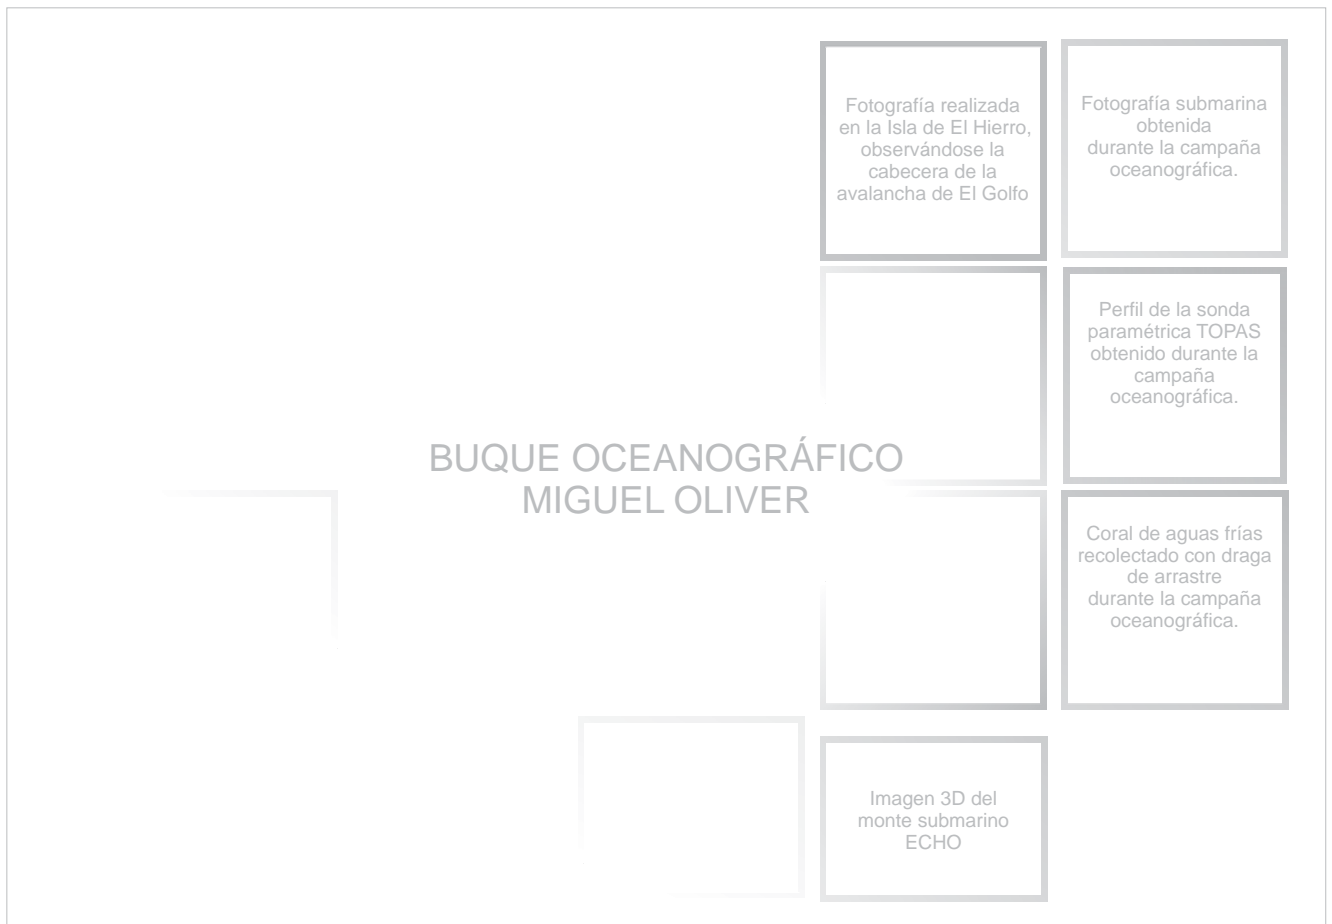 Fotografía realizada
en la Isla de El Hierro,
observándose la
cabecera de la
avalancha de El Golfo
Fotografía submarina
obtenida
durante la campaña
oceanográfica.
Perfil de la sonda
paramétrica TOPAS
obtenido durante la
campaña
oceanográfica.
BUQUE OCEANOGRÁFICO
MIGUEL OLIVER
Coral de aguas frías
recolectado con draga
de arrastre
durante la campaña
oceanográfica.
Imagen 3D del
monte submarino
ECHO